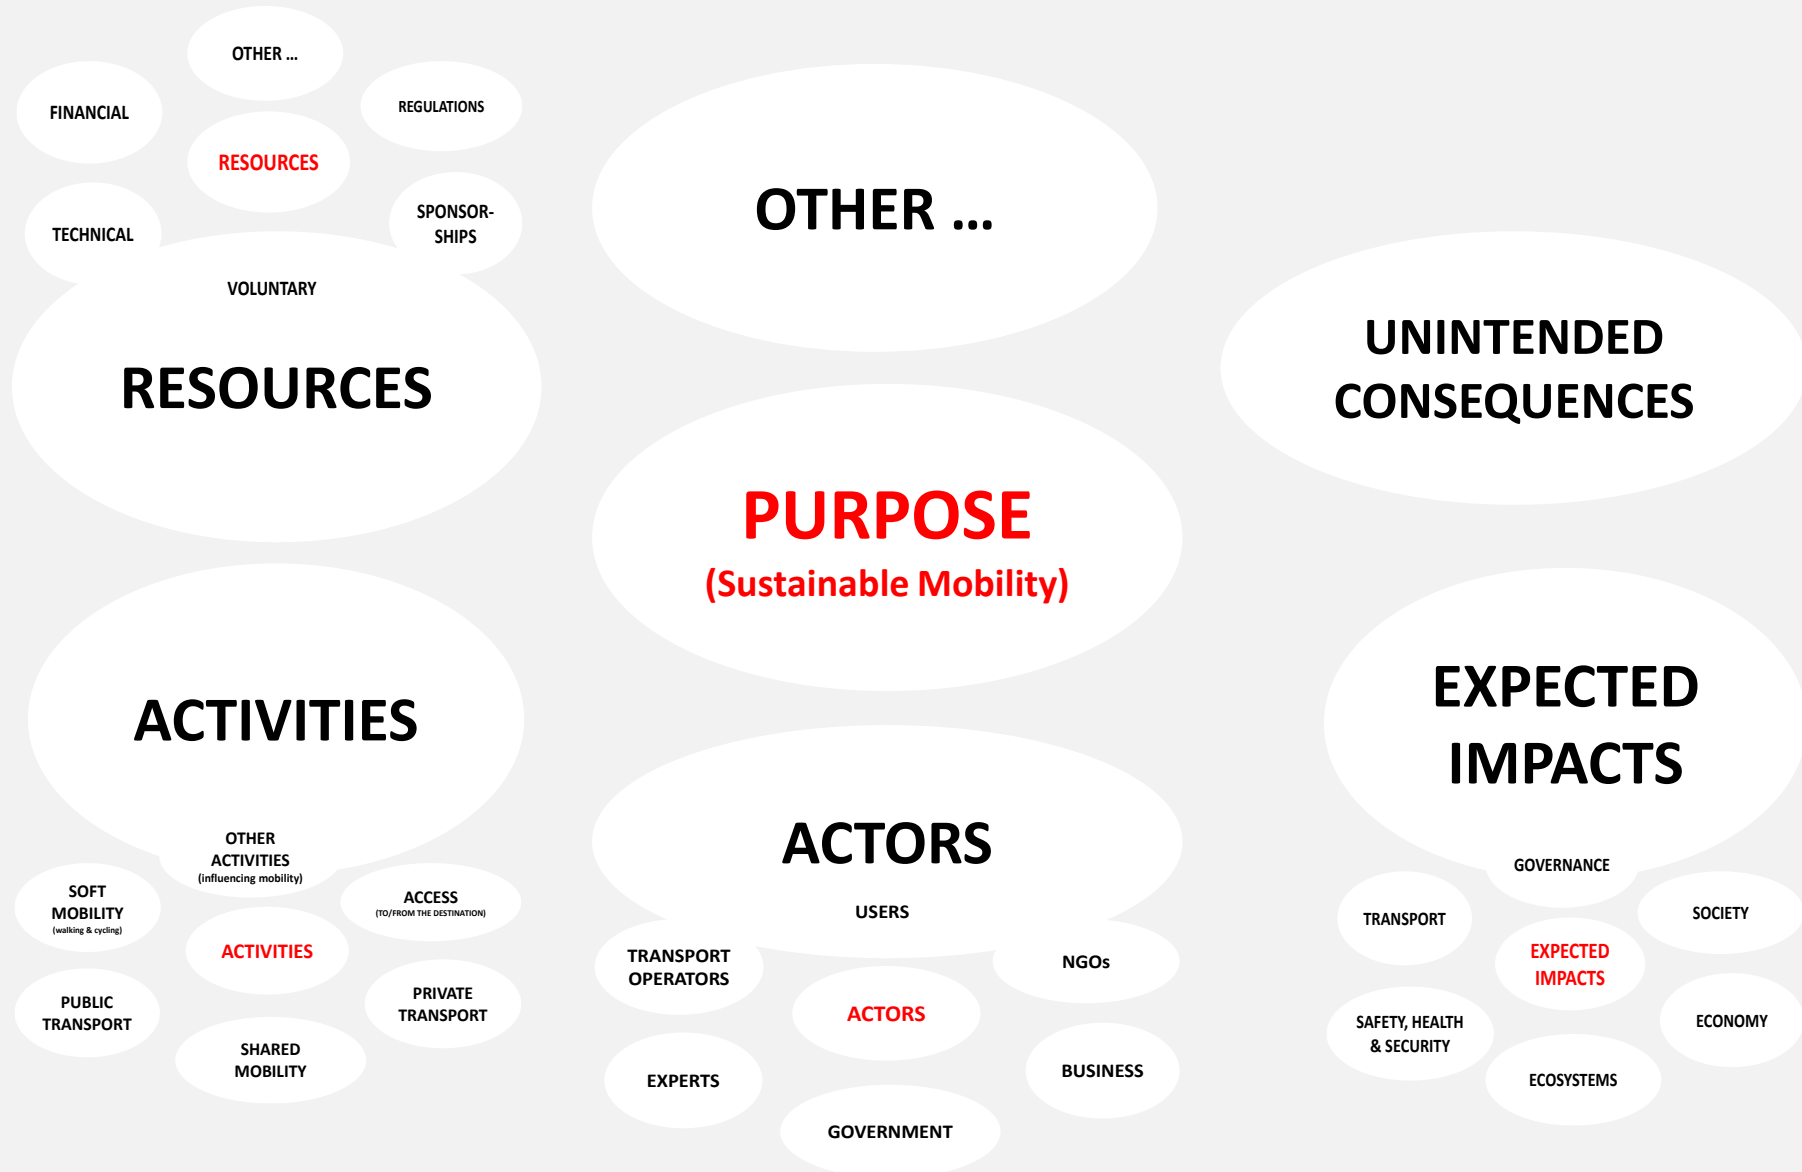 OTHER ...
FINANCIAL
REGULATIONS
RESOURCES
TECHNICAL
SPONSOR-
SHIPS
VOLUNTARY
RESOURCES
OTHER ...
UNINTENDED
CONSEQUENCES
PURPOSE
(Sustainable Mobility)
ACTIVITIES
OTHER
ACTIVITIES
(influencing mobility)
SOFT
MOBILITY
(walking & cycling)
ACCESS
(TO/FROM THE DESTINATION)
ACTIVITIES
PUBLIC
TRANSPORT
PRIVATE
TRANSPORT
SHARED
MOBILITY
ACTORS
USERS
TRANSPORT
OPERATORS
NGOs
ACTORS
EXPERTS
BUSINESS
GOVERNMENT
EXPECTED
IMPACTS
GOVERNANCE
TRANSPORT
SOCIETY
EXPECTED
IMPACTS
SAFETY, HEALTH
& SECURITY
ECONOMY
ECOSYSTEMS